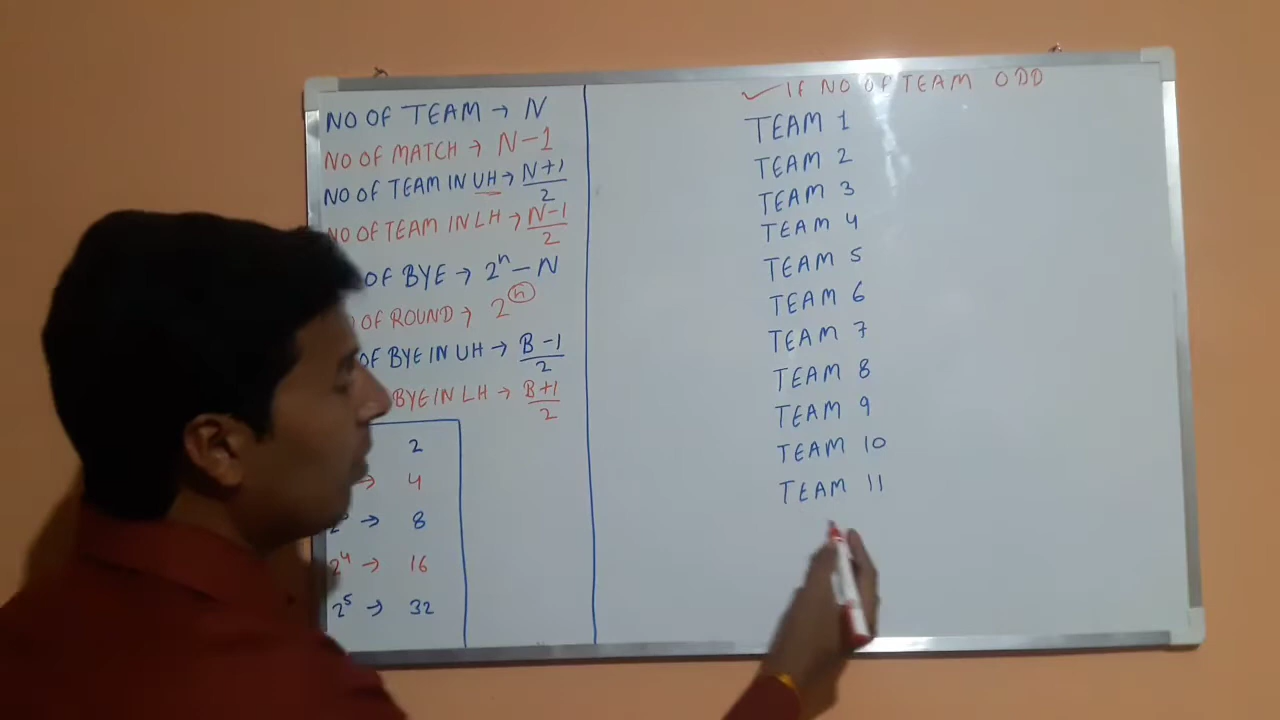 NO OF TEAM → N
NO OF MATCH → N-1
NO OF TEAM IN UH → N+1/2
NO OF TEAM IN LH → N-1/2
OF BYE → 2ⁿ - N
OF ROUND → 2ⁿ
OF BYE IN UH → B-1/2
BYE IN LH → B+1/2
2
→ 4
→ 8
2⁴ → 16
2⁵ → 32
✓ IF NO OF TEAM ODD
TEAM 1
TEAM 2
TEAM 3
TEAM 4
TEAM 5
TEAM 6
TEAM 7
TEAM 8
TEAM 9
TEAM 10
TEAM 11